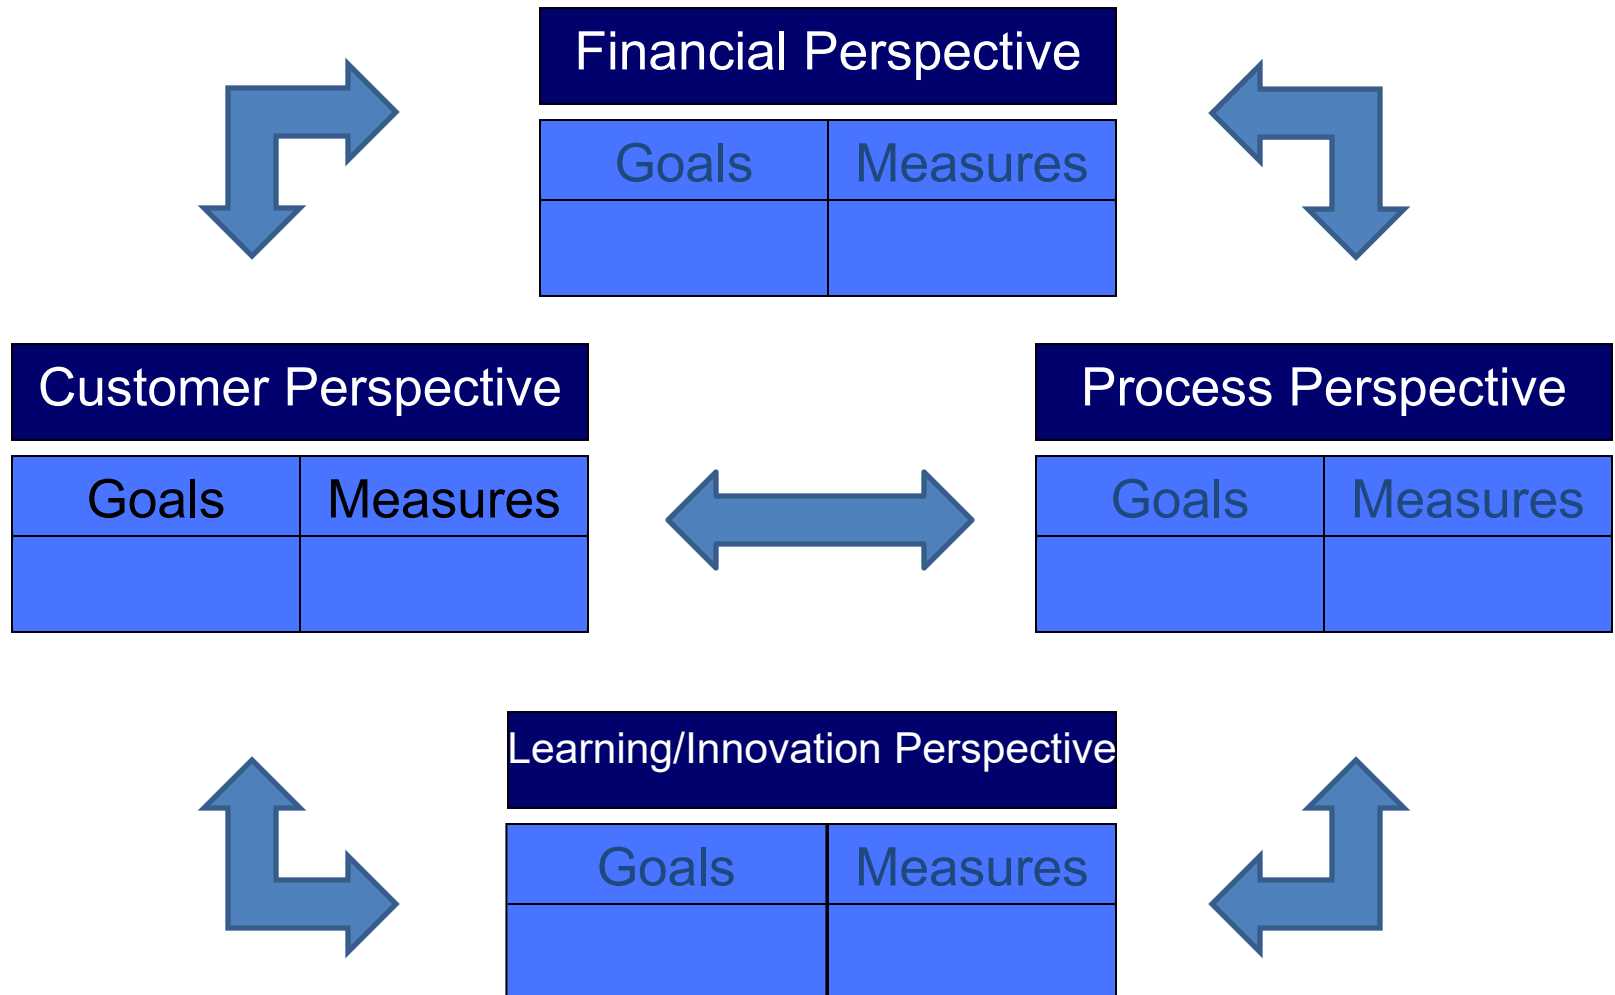 Financial Perspective
Goals Measures
Customer Perspective
Goals Measures
Process Perspective
Goals Measures
Learning/Innovation Perspective
Goals Measures